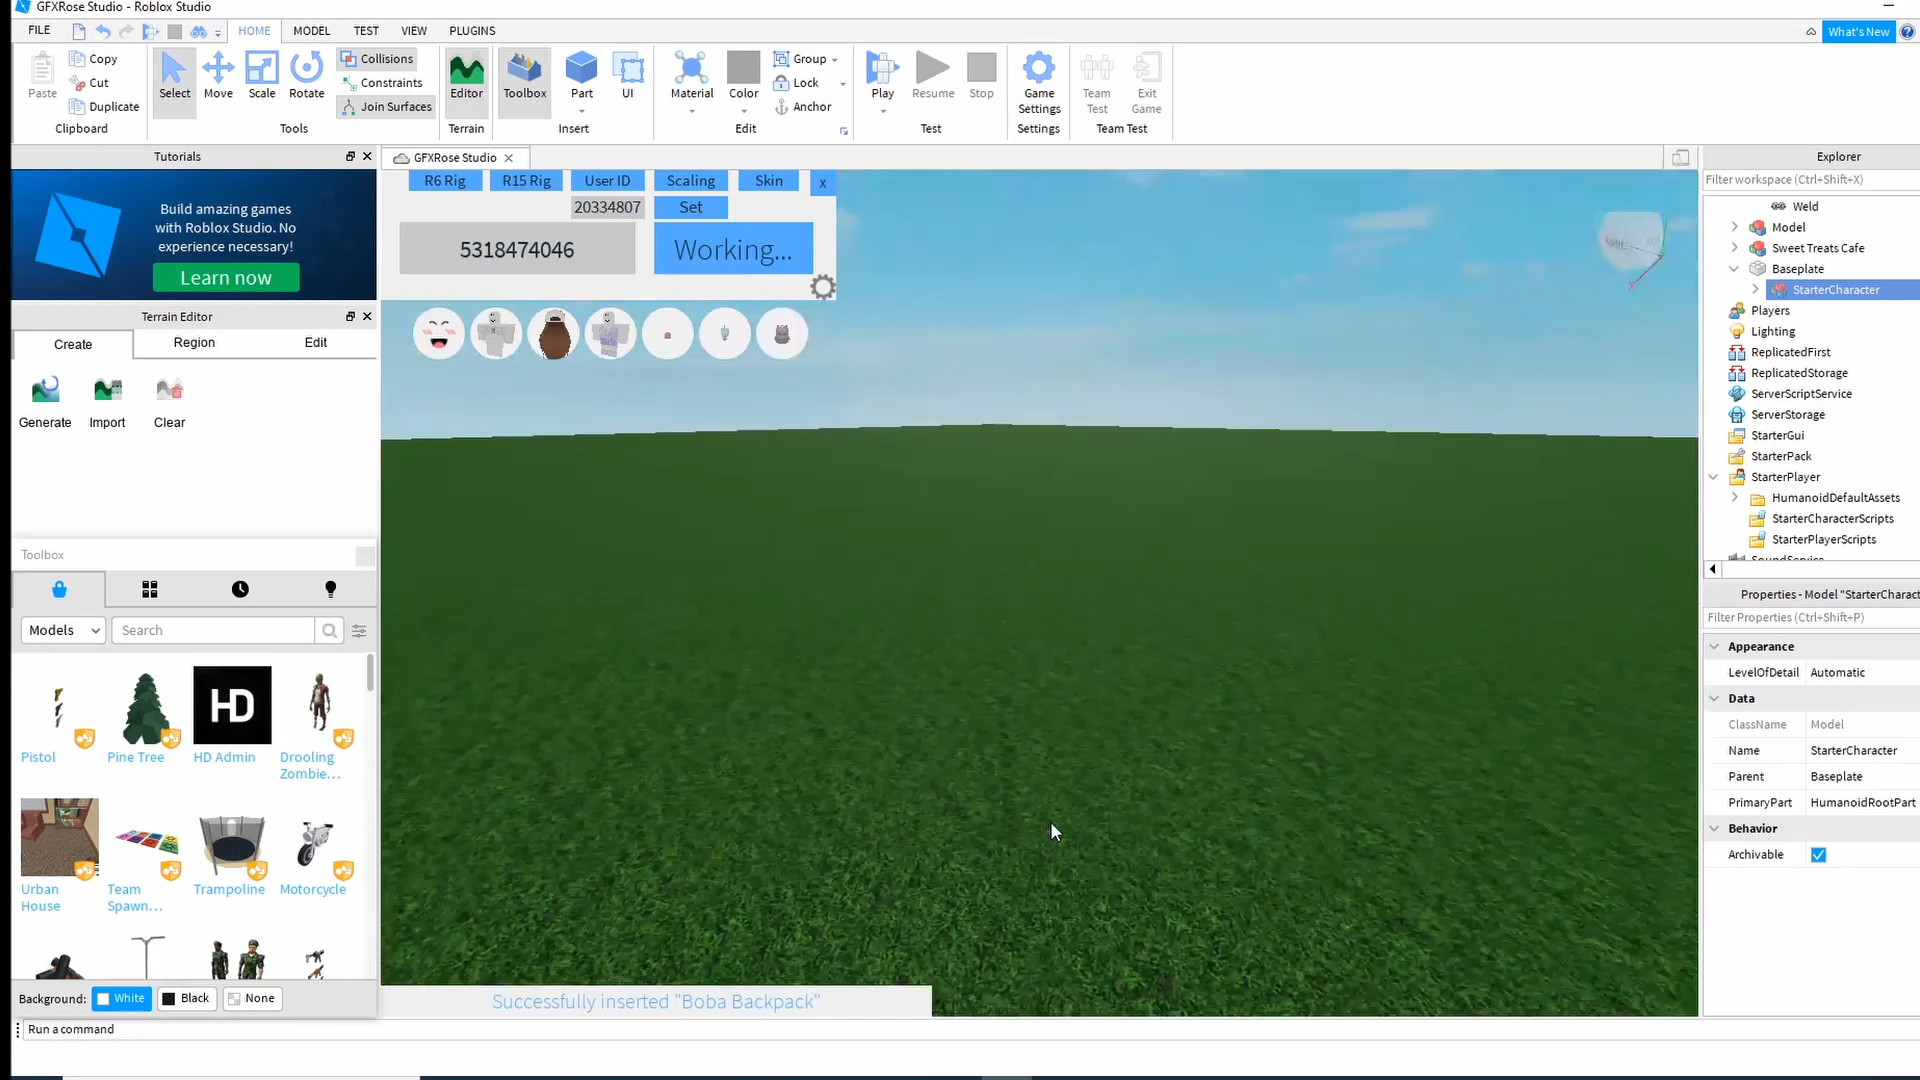 GFXRose Studio - Roblox Studio
FILE
HOME
MODEL
TEST
VIEW
PLUGINS
What's New
Paste
Copy
Cut
Duplicate
Clipboard
Select
Move
Scale
Rotate
Collisions
Constraints
Join Surfaces
Tools
Editor
Terrain
Toolbox
Part
UI
Insert
Material
Color
Group
Lock
Anchor
Edit
Play
Resume
Stop
Test
Game
Settings
Settings
Team
Test
Exit
Game
Team Test
Tutorials
Build amazing games
with Roblox Studio. No
experience necessary!
Learn now
Terrain Editor
Create
Region
Edit
Generate
Import
Clear
Toolbox
Models
Search
Pistol
Pine Tree
HD
HD Admin
Drooling
Zombie...
Urban
House
Team
Spawn...
Trampoline
Motorcycle
Background:
White
Black
None
Run a command
GFXRose Studio
R6 Rig
R15 Rig
User ID
Scaling
Skin
x
20334807
Set
5318474046
Working...
Successfully inserted "Boba Backpack"
Explorer
Filter workspace (Ctrl+Shift+X)
Weld
Model
Sweet Treats Cafe
Baseplate
StarterCharacter
Players
Lighting
ReplicatedFirst
ReplicatedStorage
ServerScriptService
ServerStorage
StarterGui
StarterPack
StarterPlayer
HumanoidDefaultAssets
StarterCharacterScripts
StarterPlayerScripts
SoundService
Properties - Model "StarterCharact
Filter Properties (Ctrl+Shift+P)
Appearance
LevelOfDetail Automatic
Data
ClassName Model
Name StarterCharacter
Parent Baseplate
PrimaryPart HumanoidRootPart
Behavior
Archivable